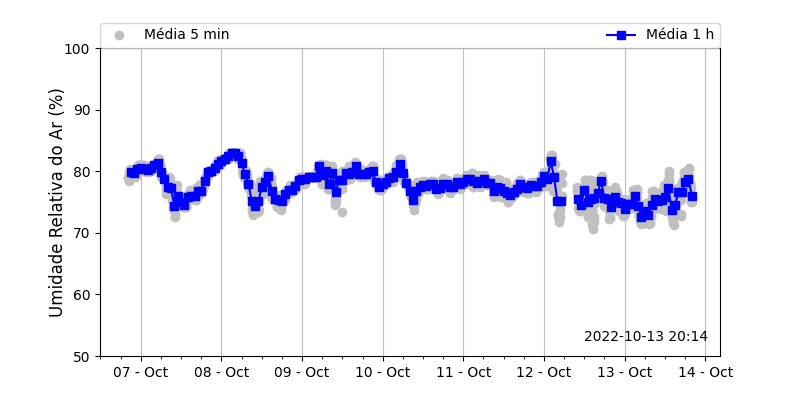 Média 5 min
Média 1 h
Umidade Relativa do Ar (%)
100
90
80
70
60
50
2022-10-13 20:14
07 - Oct
08 - Oct
09 - Oct
10 - Oct
11 - Oct
12 - Oct
13 - Oct
14 - Oct